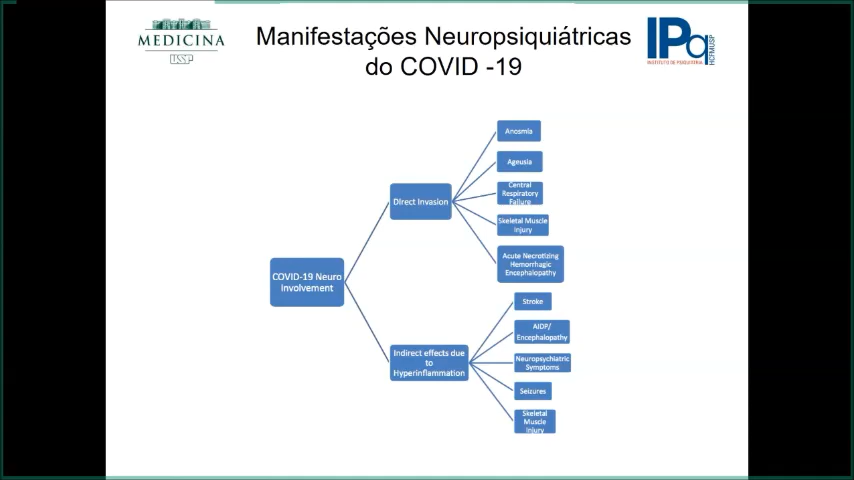 MEDICINA
USP
Manifestações Neuropsiquiátricas
do COVID -19
IPq
INSTITUTO DE PSIQUIATRIA
HCFMUSP
Anosmia
Ageusia
Central
Respiratory
Failure
Skeletal Muscle
Injury
Acute Necrotizing
Hemorrhagic
Encephalopathy
Direct Invasion
COVID-19 Neuro
Involvement
Indirect effects due
to
Hyperinflammation
Stroke
AIDP/
Encephalopathy
Neuropsychiatric
Symptoms
Seizures
Skeletal
Muscle
Injury